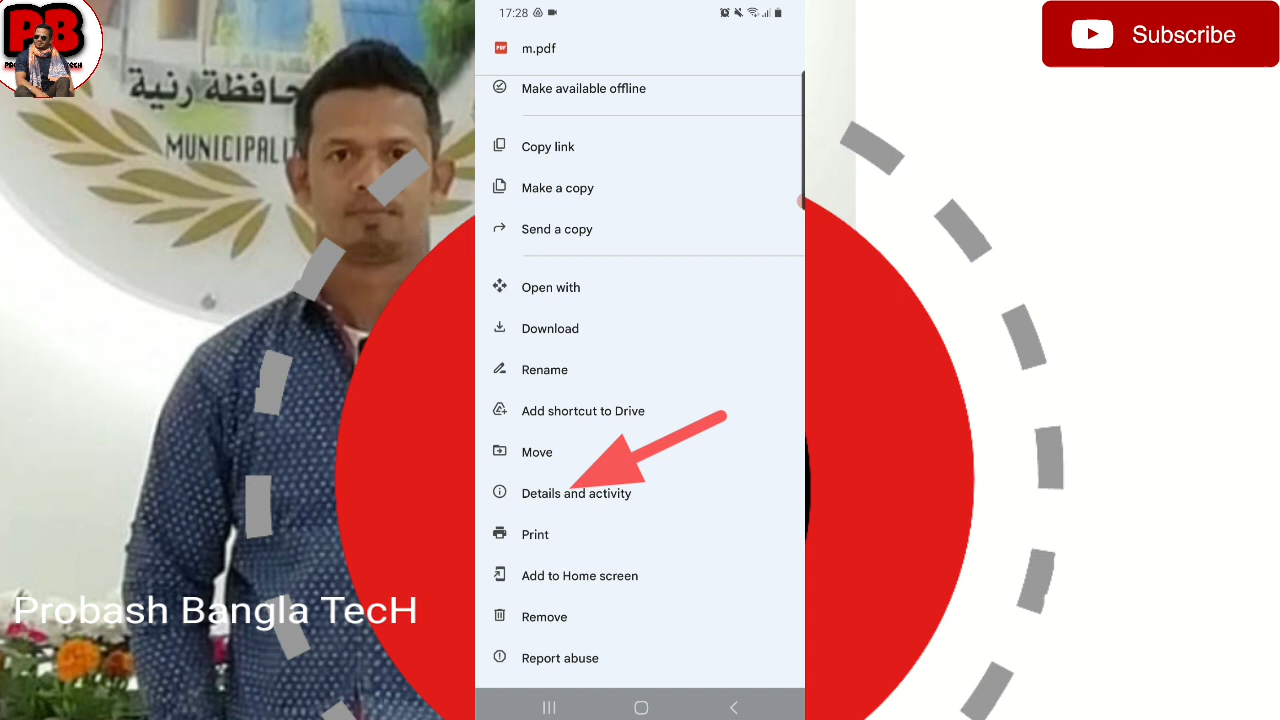 PB
17:28
Subscribe
m.pdf
Make available offline
حافظة رنية
MUNICIPALI
Copy link
Make a copy
Send a copy
Open with
Download
Rename
Add shortcut to Drive
Move
Details and activity
Print
Add to Home screen
Remove
Report abuse
Probash Bangla TecH